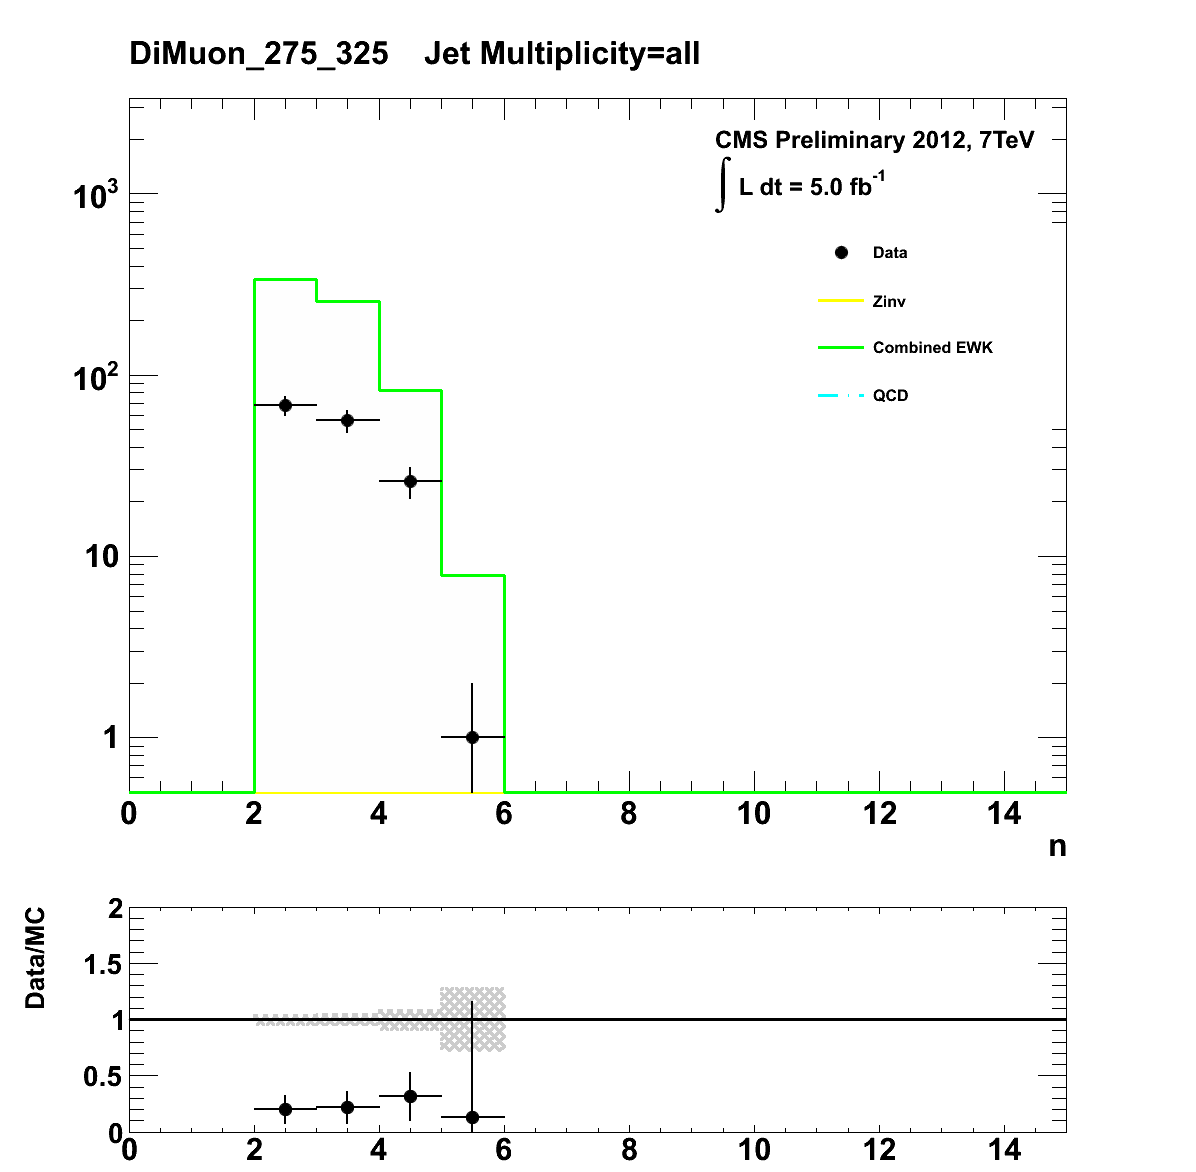 DiMuon_275_325 Jet Multiplicity=all
CMS Preliminary 2012, 7TeV
∫ L dt = 5.0 fb⁻¹
Data
Zinv
Combined EWK
QCD
10³
10²
10
1
0 2 4 6 8 10 12 14
n
Data/MC
2
1.5
1
0.5
0
0 2 4 6 8 10 12 14